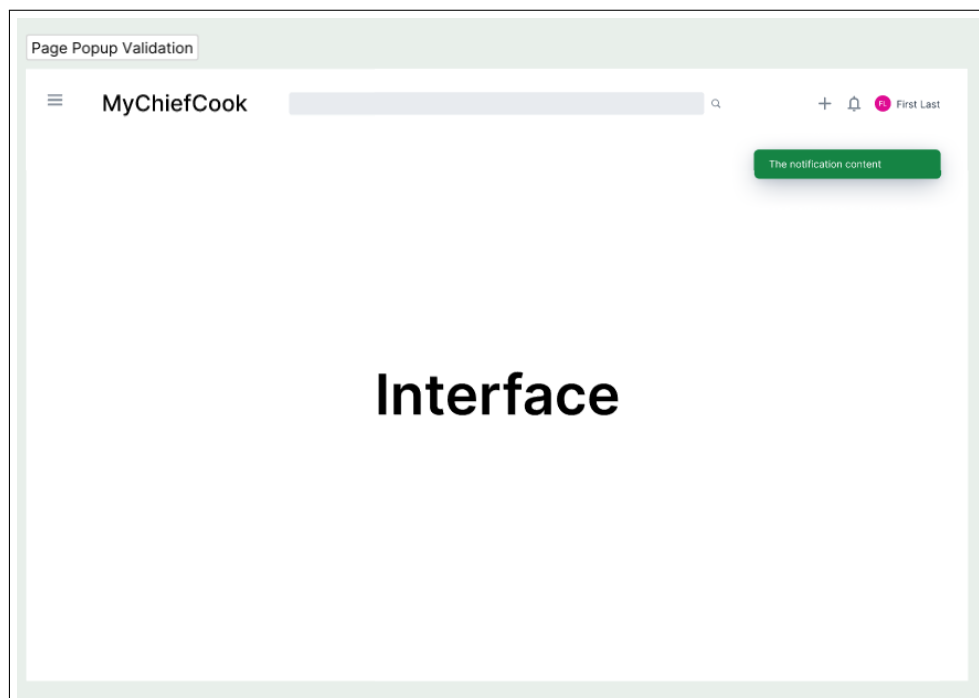 Page Popup Validation
MyChiefCook
FL First Last
The notification content
Interface